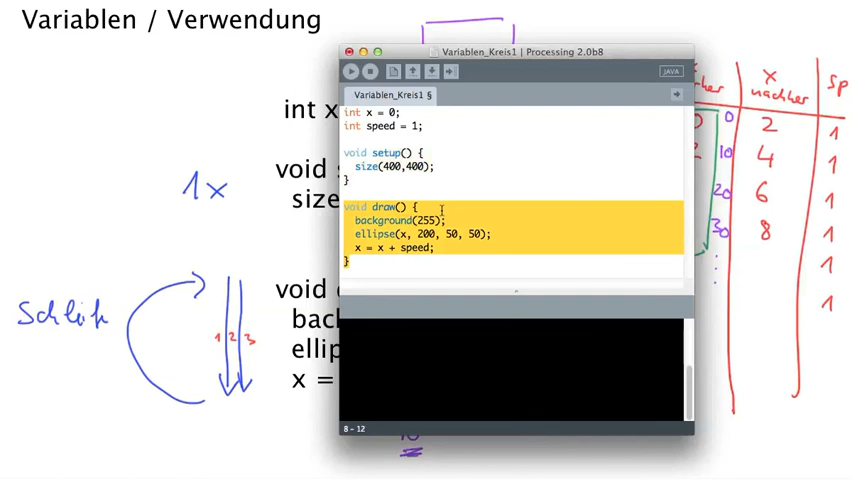 Variablen / Verwendung
Variablen_Kreis1 | Processing 2.0b8
JAVA
Variablen_Kreis1 §
int x = 0;
int speed = 1;
void setup() {
size(400,400);
}
void draw() {
background(255);
ellipse(x, 200, 50, 50);
x = x + speed;
}
8 - 12
int x
void s
size
void
back
ellip
x =
1x
Schleife
1 2 3
10
x
nachher
Sp
0 2 1
10 4 1
20 6 1
30 8 1
1
1